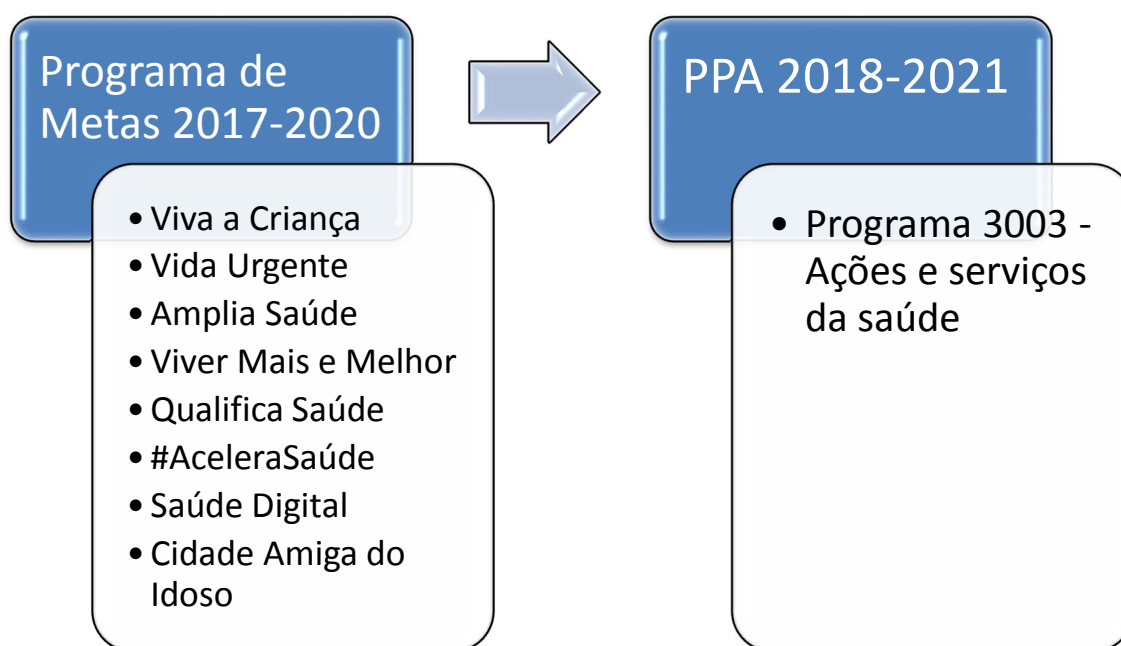 Programa de
Metas 2017-2020
• Viva a Criança
• Vida Urgente
• Amplia Saúde
• Viver Mais e Melhor
• Qualifica Saúde
• #AceleraSaúde
• Saúde Digital
• Cidade Amiga do
Idoso
PPA 2018-2021
• Programa 3003 -
Ações e serviços
da saúde